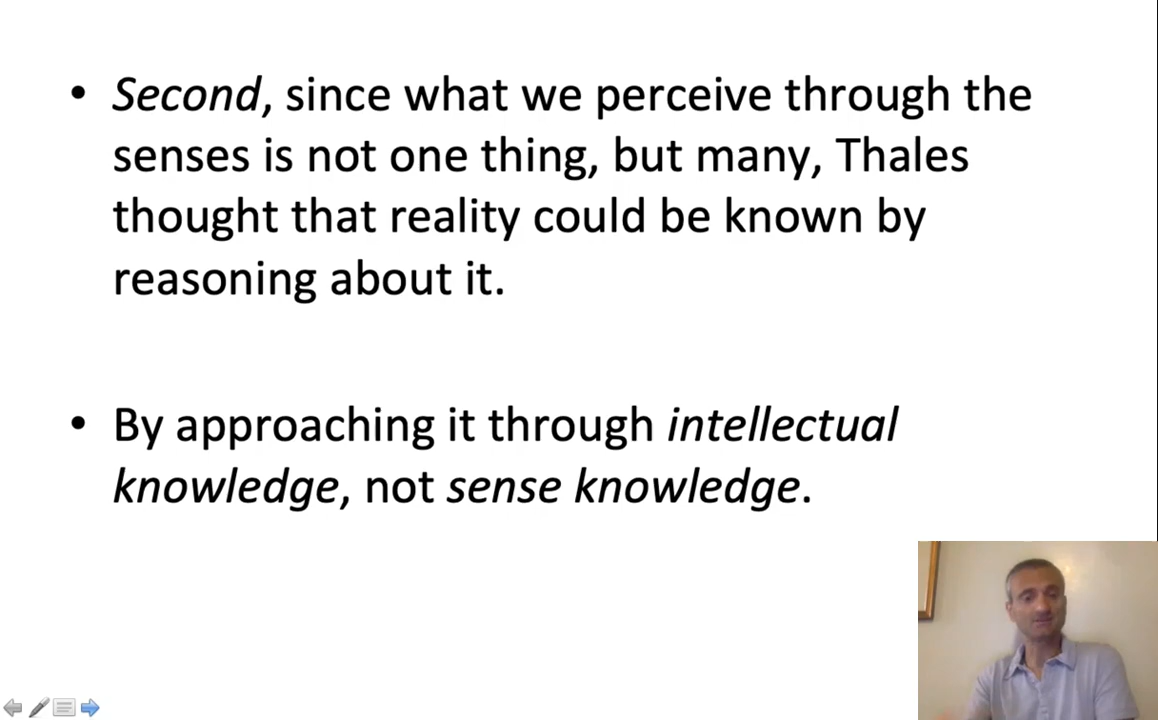 • Second, since what we perceive through the
senses is not one thing, but many, Thales
thought that reality could be known by
reasoning about it.
• By approaching it through intellectual
knowledge, not sense knowledge.